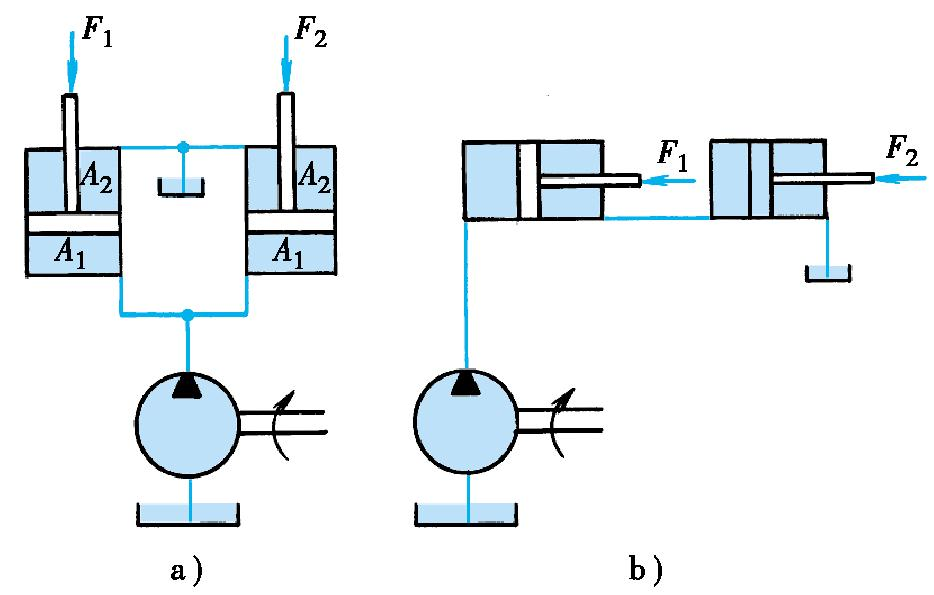 F₁ F₂
A₂ A₂
A₁ A₁
F₁ F₂
a) b)